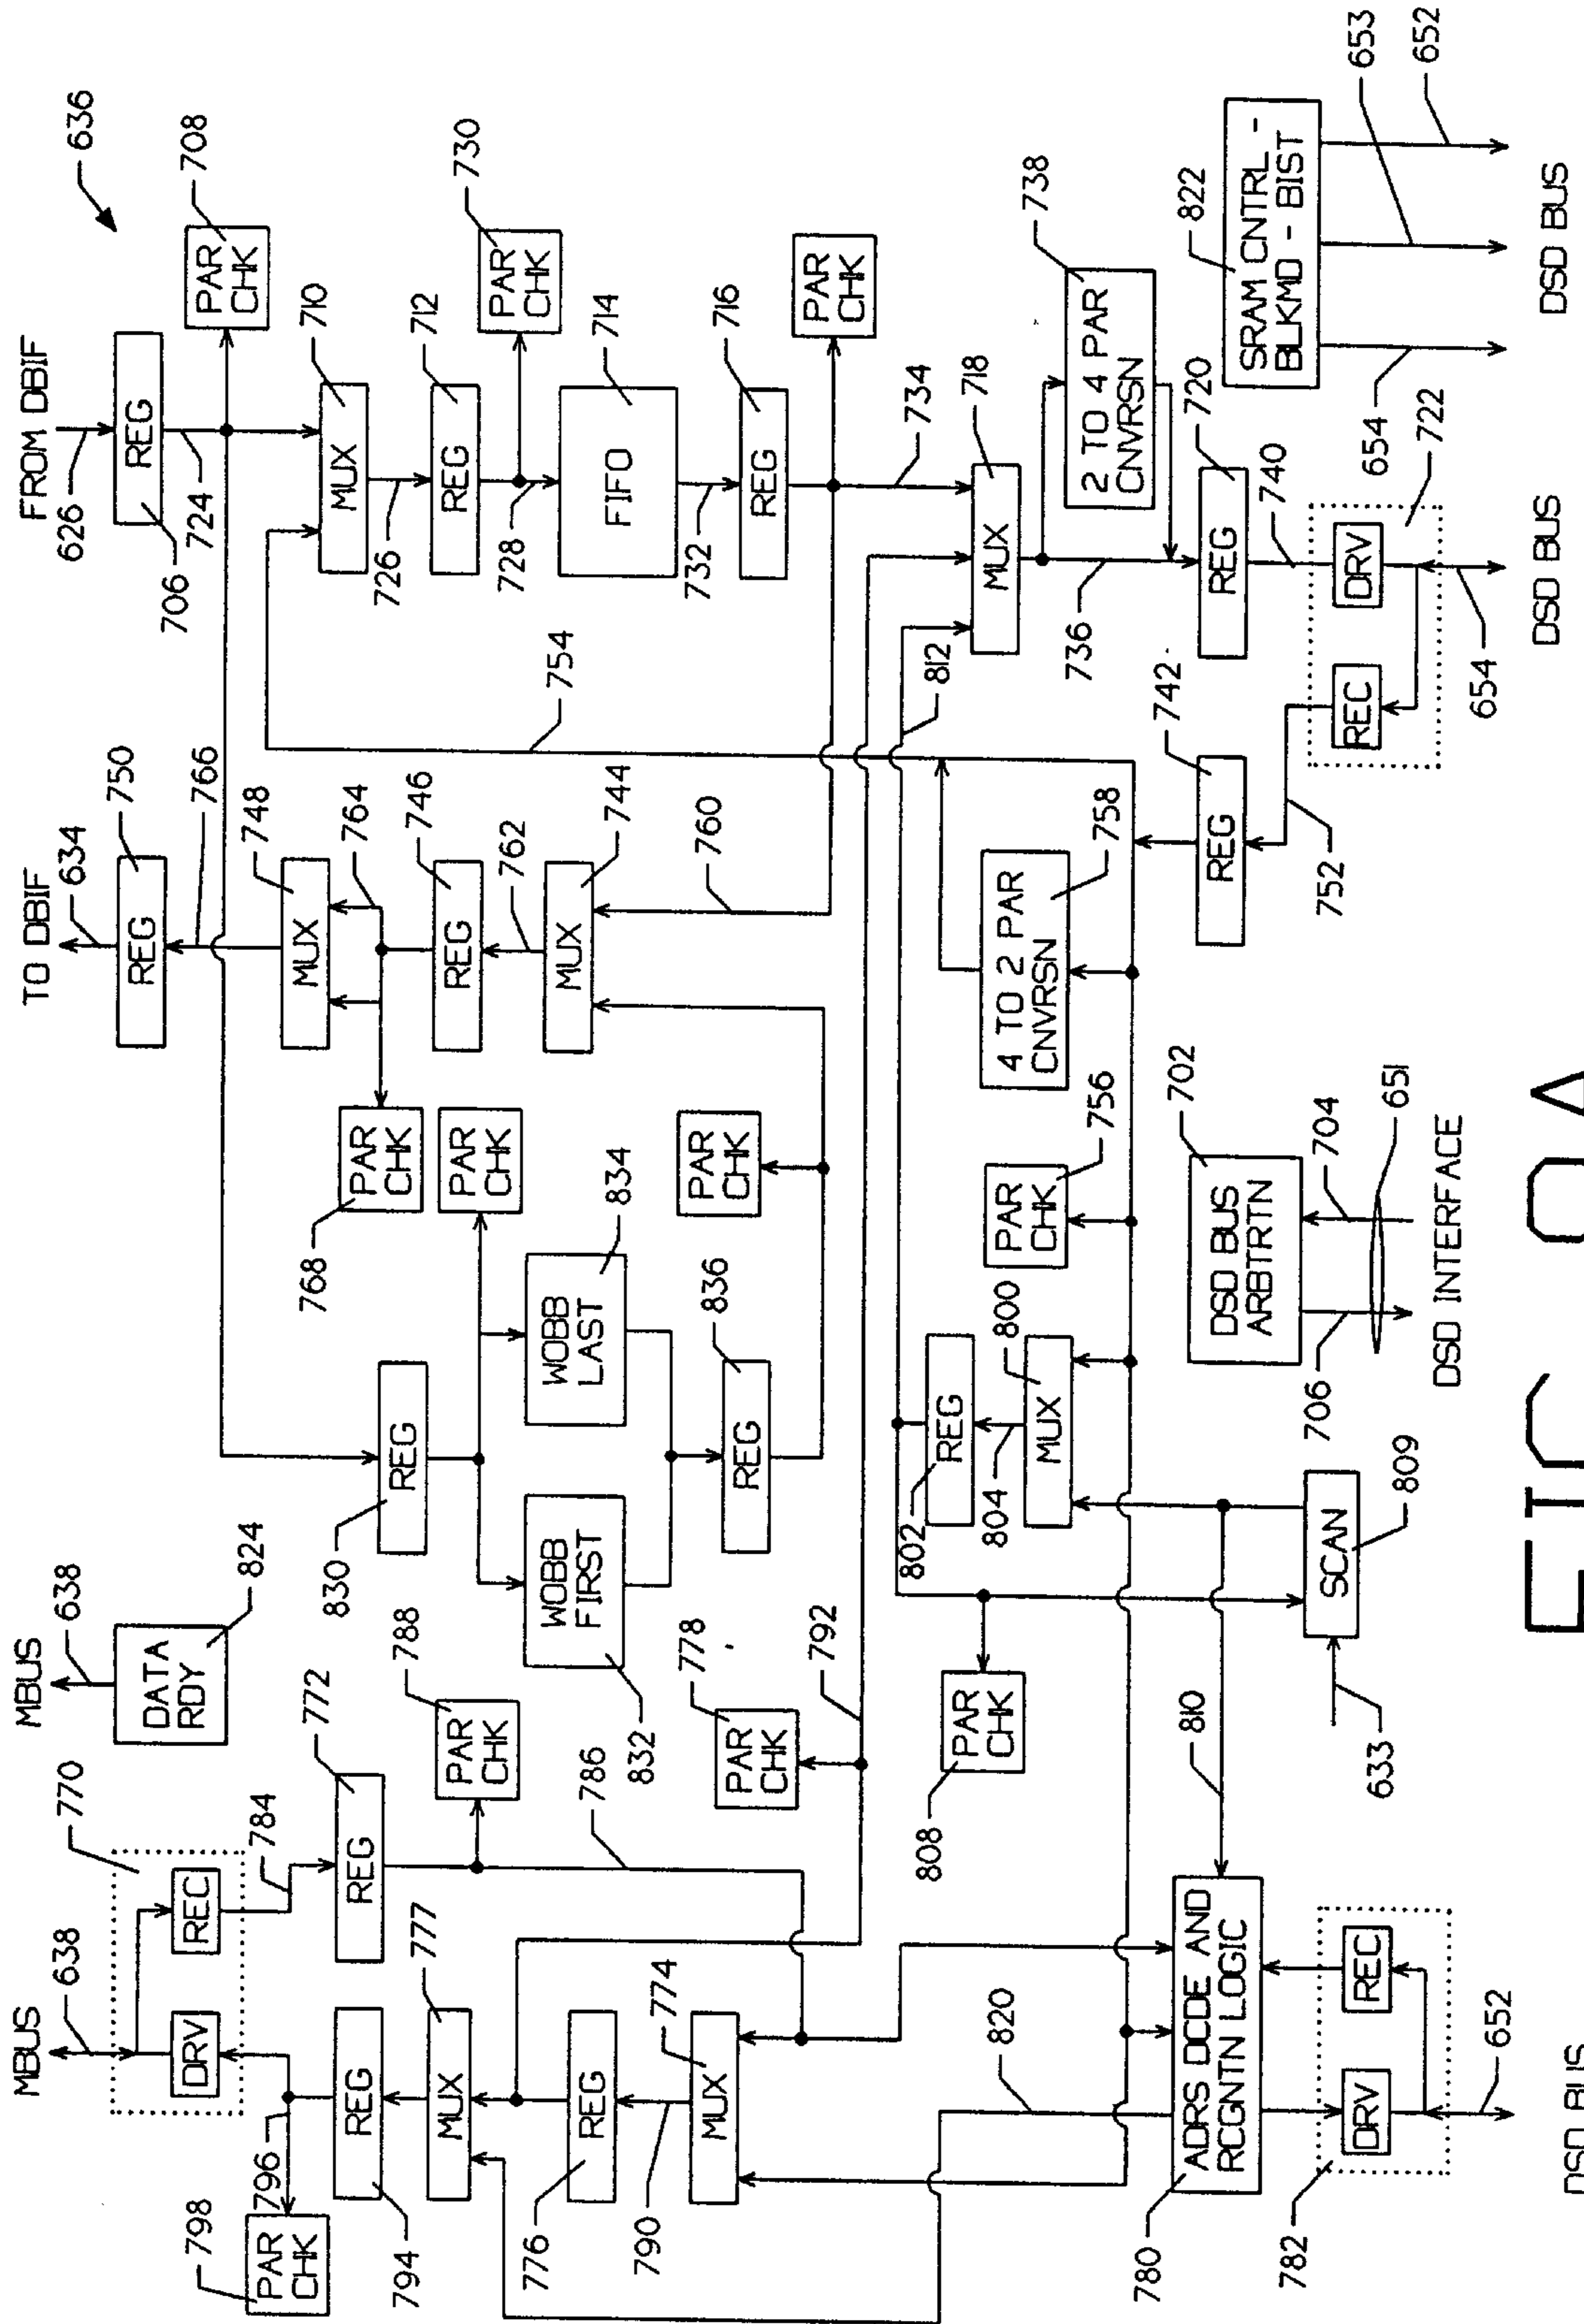 MBUS
MBUS
TO DBIF
FROM DBIF
638
770
638
634
750
626
636
DRV
REC
784
DATA
RDY
824
REG
766
REG
706
724
PAR
CHK
708
798
PAR
CHK
796
REG
794
772
REG
830
REG
768
PAR
CHK
748
MUX
764
MUX
710
726
777
MUX
788
PAR
CHK
PAR
CHK
746
REG
712
REG
728
PAR
CHK
730
776
REG
790
786
WOBB
FIRST
832
WOBB
LAST
834
762
744
MUX
754
FIFO
714
732
774
MUX
778
PAR
CHK
792
836
REG
PAR
CHK
760
716
REG
PAR
CHK
734
802
REG
804
800
MUX
812
MUX
718
736
808
PAR
CHK
PAR
CHK
756
4 TO 2 PAR
CNVRSN
758
2 TO 4 PAR
CNVRSN
738
820
810
742
REG
752
720
REG
740
780
ADRS DCDE AND
RCGNTN LOGIC
702
DSD BUS
ARBTRTN
822
SRAM CNTRL -
BLKMD - BIST
633
SCAN
809
706
704
651
REC
DRV
722
654
653
652
782
DRV
REC
652
654
DSD BUS
DSD INTERFACE
DSD BUS
DSD BUS